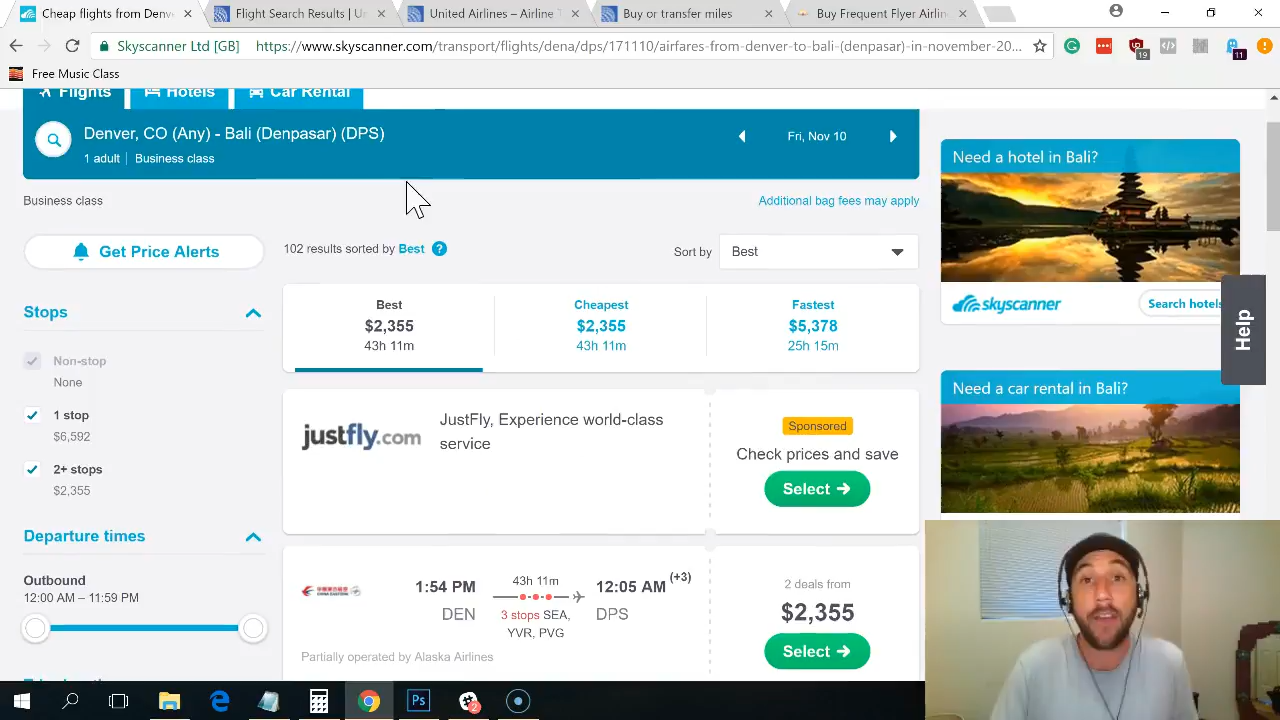 Cheap flights from Denve
Flight Search Results | U
United Airlines – Airline T
Buy or transfer miles
Buy Frequent Flyer Airlin
Skyscanner Ltd [GB]
https://www.skyscanner.com/transport/flights/dena/dps/171110/airfares-from-denver-to-bali-(denpasar)-in-november-20...
19
11
Free Music Class
Flights
Hotels
Car Rental
Denver, CO (Any) - Bali (Denpasar) (DPS)
1 adult | Business class
Fri, Nov 10
Business class
Additional bag fees may apply
Get Price Alerts
102 results sorted by Best ?
Sort by
Best
Best
$2,355
43h 11m
Cheapest
$2,355
43h 11m
Fastest
$5,378
25h 15m
Stops
Non-stop
None
1 stop
$6,592
2+ stops
$2,355
Departure times
Outbound
12:00 AM – 11:59 PM
justfly.com
JustFly, Experience world-class
service
Sponsored
Check prices and save
Select
1:54 PM
DEN
43h 11m
3 stops SEA,
YVR, PVG
12:05 AM (+3)
DPS
Partially operated by Alaska Airlines
2 deals from
$2,355
Select
Need a hotel in Bali?
skyscanner
Search hotels
Need a car rental in Bali?
Help
Ps
2